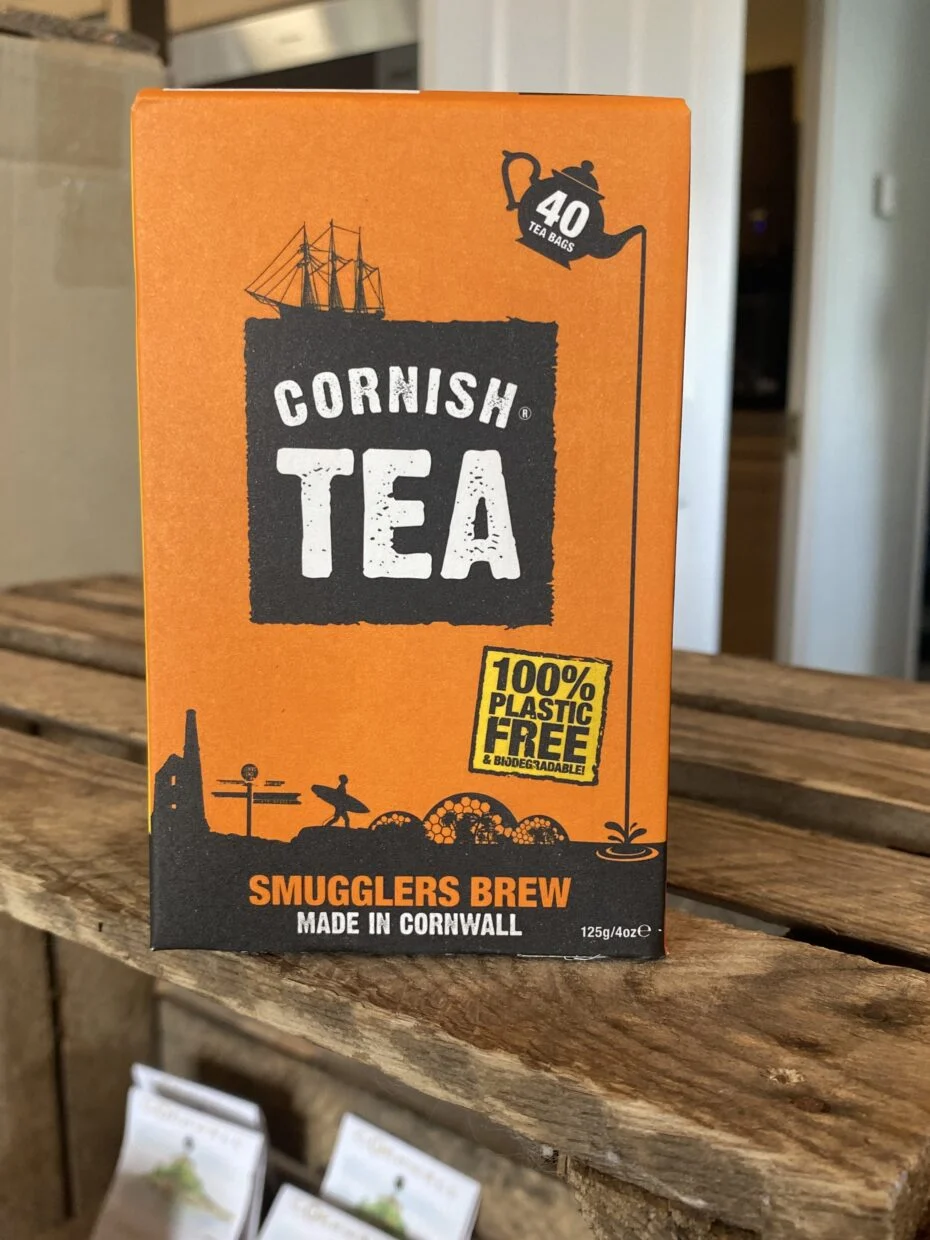 40
TEA BAGS
CORNISH®
TEA
100%
PLASTIC
FREE
& BIODEGRADABLE!
SMUGGLERS BREW
MADE IN CORNWALL
125g/4oz℮